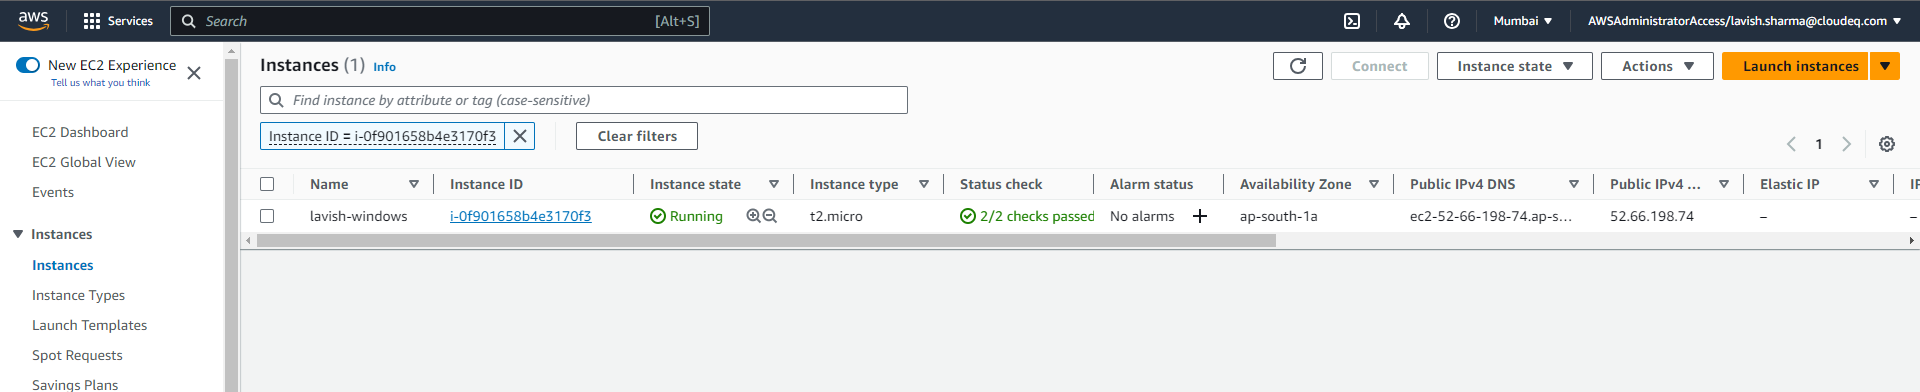 aws
Services
Search [Alt+S]
Mumbai
AWSAdministratorAccess/lavish.sharma@cloudeq.com
New EC2 Experience
Tell us what you think
EC2 Dashboard
EC2 Global View
Events
Instances
Instances
Instance Types
Launch Templates
Spot Requests
Savings Plans
Instances (1) Info
Connect
Instance state
Actions
Launch instances
Find instance by attribute or tag (case-sensitive)
Instance ID = i-0f901658b4e3170f3
Clear filters
1
Name Instance ID Instance state Instance type Status check Alarm status Availability Zone Public IPv4 DNS Public IPv4 ... Elastic IP IP
lavish-windows i-0f901658b4e3170f3 Running t2.micro 2/2 checks passed No alarms + ap-south-1a ec2-52-66-198-74.ap-s... 52.66.198.74 – –